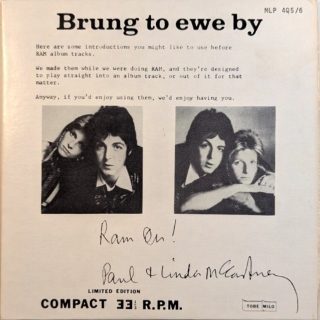 MLP 4Q5/6
Brung to ewe by
Here are some introductions you might like to use before
RAM album tracks.
We made them while we were doing RAM, and they're designed
to play straight into an album track, or out of it for that
matter.
Anyway, if you'd enjoy using them, we'd enjoy having you.
Ram On!
Paul & Linda McCartney
LIMITED EDITION
COMPACT 33⅓ R.P.M.
TOBE / MILO